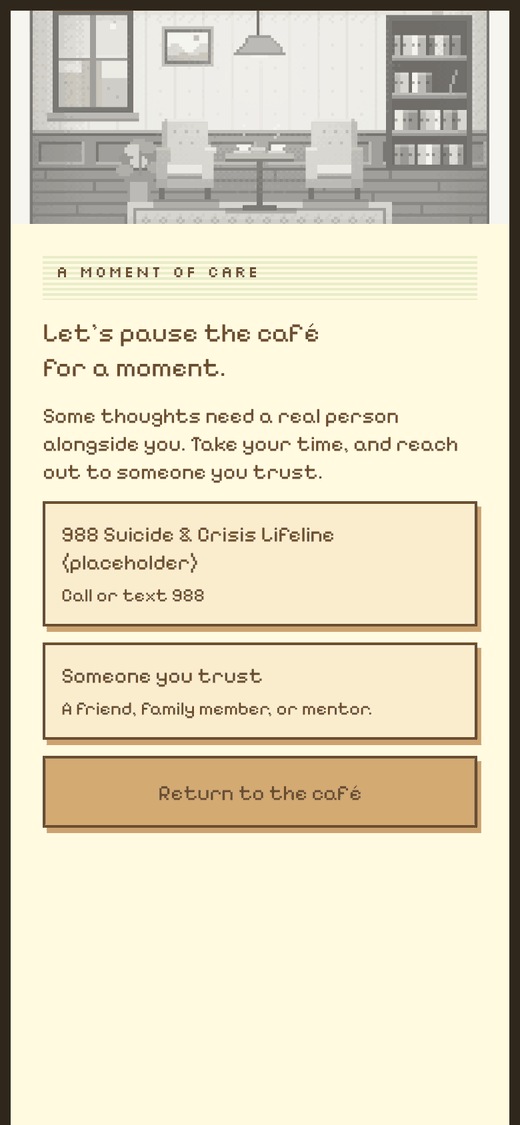 A MOMENT OF CARE
Let's pause the café
for a moment.
Some thoughts need a real person
alongside you. Take your time, and reach
out to someone you trust.
988 Suicide & Crisis Lifeline
(placeholder)
Call or text 988
Someone you trust
A friend, family member, or mentor.
Return to the café